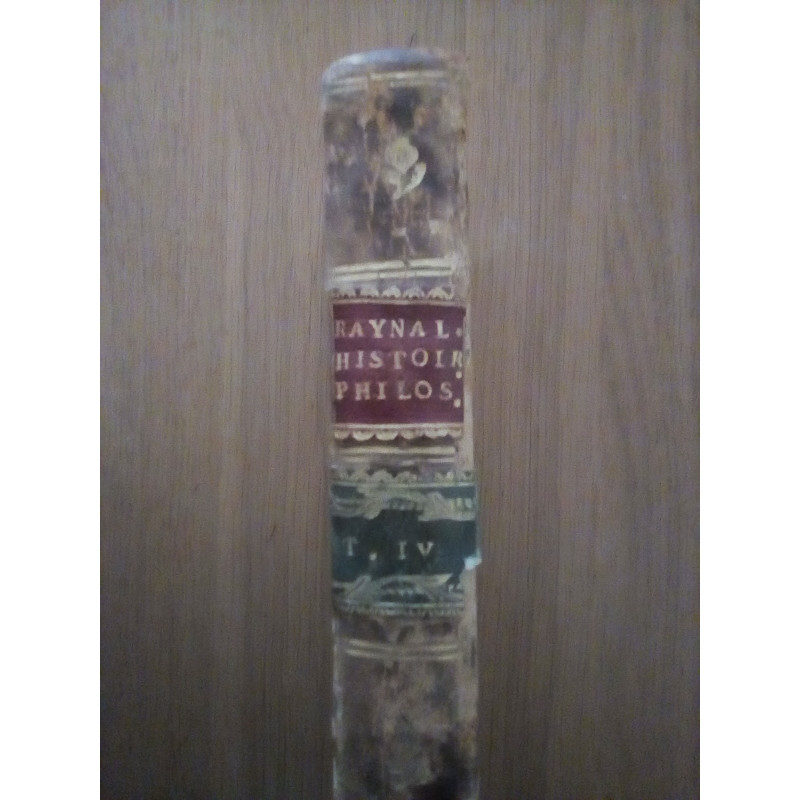 RAYNAL.
HISTOIR.
PHILOS.
T. IV